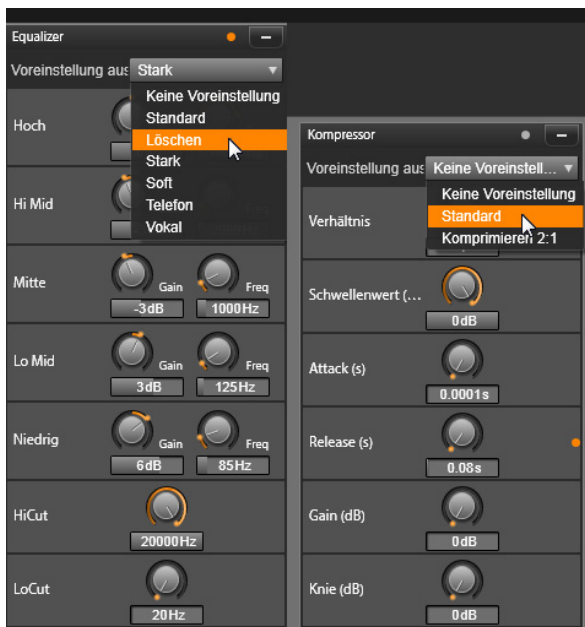 Equalizer
Voreinstellung aus Stark
Keine Voreinstellung
Standard
Löschen
Stark
Soft
Telefon
Vokal
Hoch
Hi Mid
Mitte
Gain
Freq
-3dB
1000Hz
Lo Mid
Gain
Freq
3dB
125Hz
Niedrig
Gain
Freq
6dB
85Hz
HiCut
20000Hz
LoCut
20Hz
Kompressor
Voreinstellung aus Keine Voreinstell...
Keine Voreinstellung
Standard
Komprimieren 2:1
Verhältnis
Schwellenwert (...
0dB
Attack (s)
0.0001s
Release (s)
0.08s
Gain (dB)
0dB
Knie (dB)
0dB